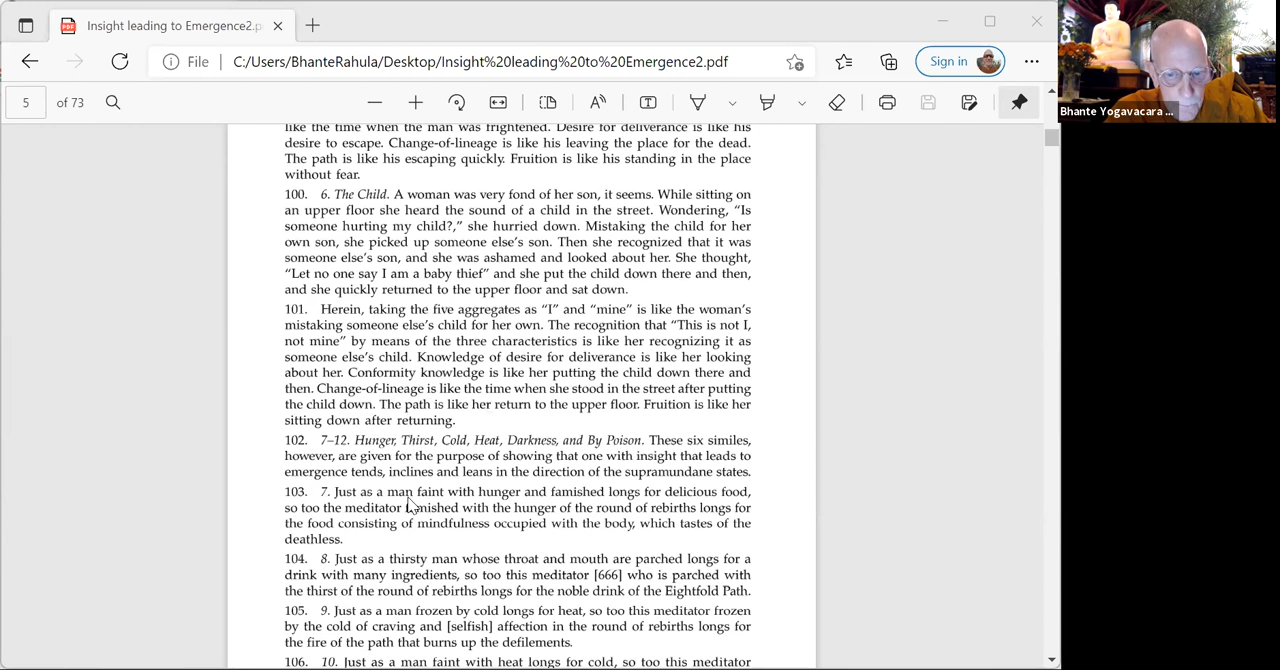 Insight leading to Emergence2.p
File
C:/Users/BhanteRahula/Desktop/Insight%20leading%20to%20Emergence2.pdf
Sign in
5
of 73
Bhante Yogavacara ...
like the time when the man was frightened. Desire for deliverance is like his
desire to escape. Change-of-lineage is like his leaving the place for the dead.
The path is like his escaping quickly. Fruition is like his standing in the place
without fear.
100. 6. The Child. A woman was very fond of her son, it seems. While sitting on
an upper floor she heard the sound of a child in the street. Wondering, “Is
someone hurting my child?,” she hurried down. Mistaking the child for her
own son, she picked up someone else’s son. Then she recognized that it was
someone else’s son, and she was ashamed and looked about her. She thought,
“Let no one say I am a baby thief” and she put the child down there and then,
and she quickly returned to the upper floor and sat down.
101. Herein, taking the five aggregates as “I” and “mine” is like the woman’s
mistaking someone else’s child for her own. The recognition that “This is not I,
not mine” by means of the three characteristics is like her recognizing it as
someone else’s child. Knowledge of desire for deliverance is like her looking
about her. Conformity knowledge is like her putting the child down there and
then. Change-of-lineage is like the time when she stood in the street after putting
the child down. The path is like her return to the upper floor. Fruition is like her
sitting down after returning.
102. 7–12. Hunger, Thirst, Cold, Heat, Darkness, and By Poison. These six similes,
however, are given for the purpose of showing that one with insight that leads to
emergence tends, inclines and leans in the direction of the supramundane states.
103. 7. Just as a man faint with hunger and famished longs for delicious food,
so too the meditator famished with the hunger of the round of rebirths longs for
the food consisting of mindfulness occupied with the body, which tastes of the
deathless.
104. 8. Just as a thirsty man whose throat and mouth are parched longs for a
drink with many ingredients, so too this meditator [666] who is parched with
the thirst of the round of rebirths longs for the noble drink of the Eightfold Path.
105. 9. Just as a man frozen by cold longs for heat, so too this meditator frozen
by the cold of craving and [selfish] affection in the round of rebirths longs for
the fire of the path that burns up the defilements.
106. 10. Just as a man faint with heat longs for cold, so too this meditator